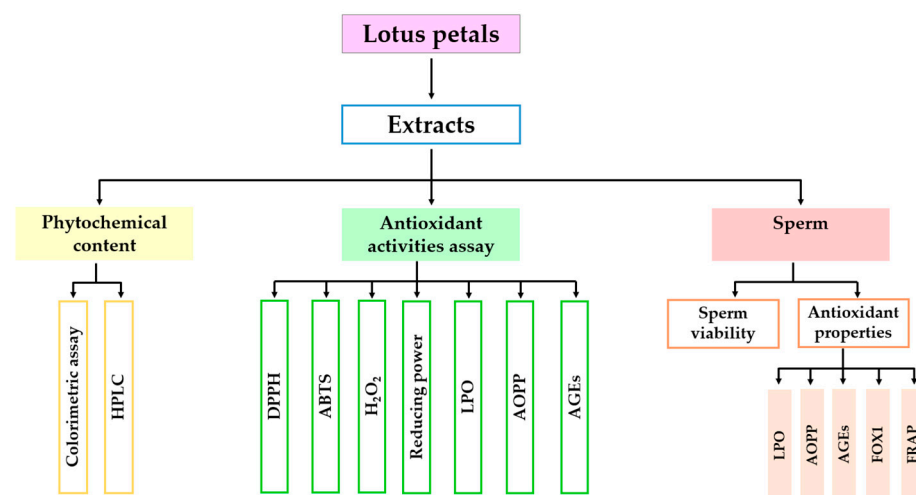 Lotus petals
Extracts
Phytochemical
content
Antioxidant
activities assay
Sperm
Colorimetric assay
HPLC
DPPH
ABTS
H₂O₂
Reducing power
LPO
AOPP
AGEs
Sperm
viability
Antioxidant
properties
LPO
AOPP
AGEs
FOX1
FRAP